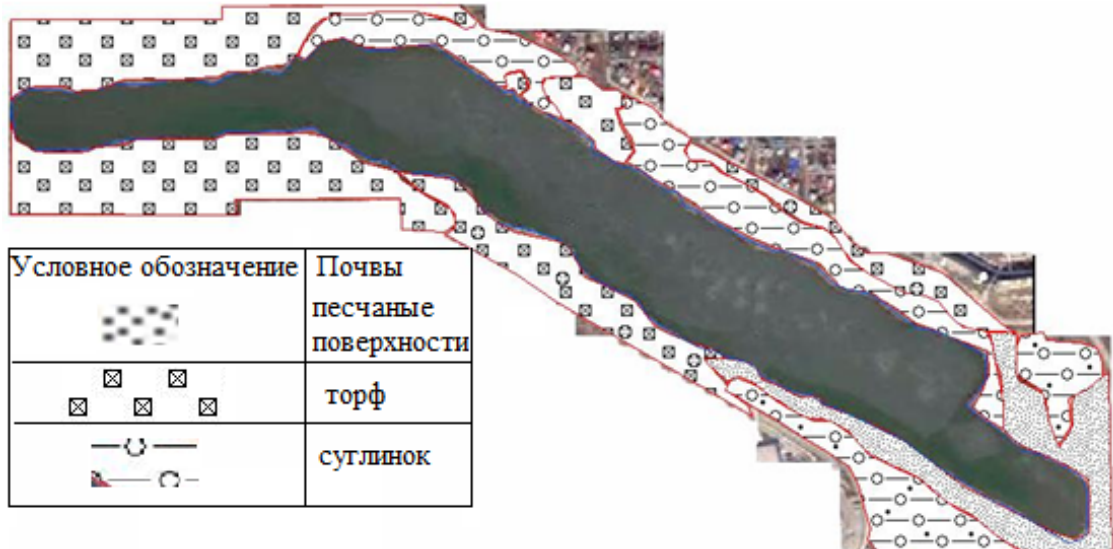 Условное обозначение
Почвы
песчаные
поверхности
торф
суглинок